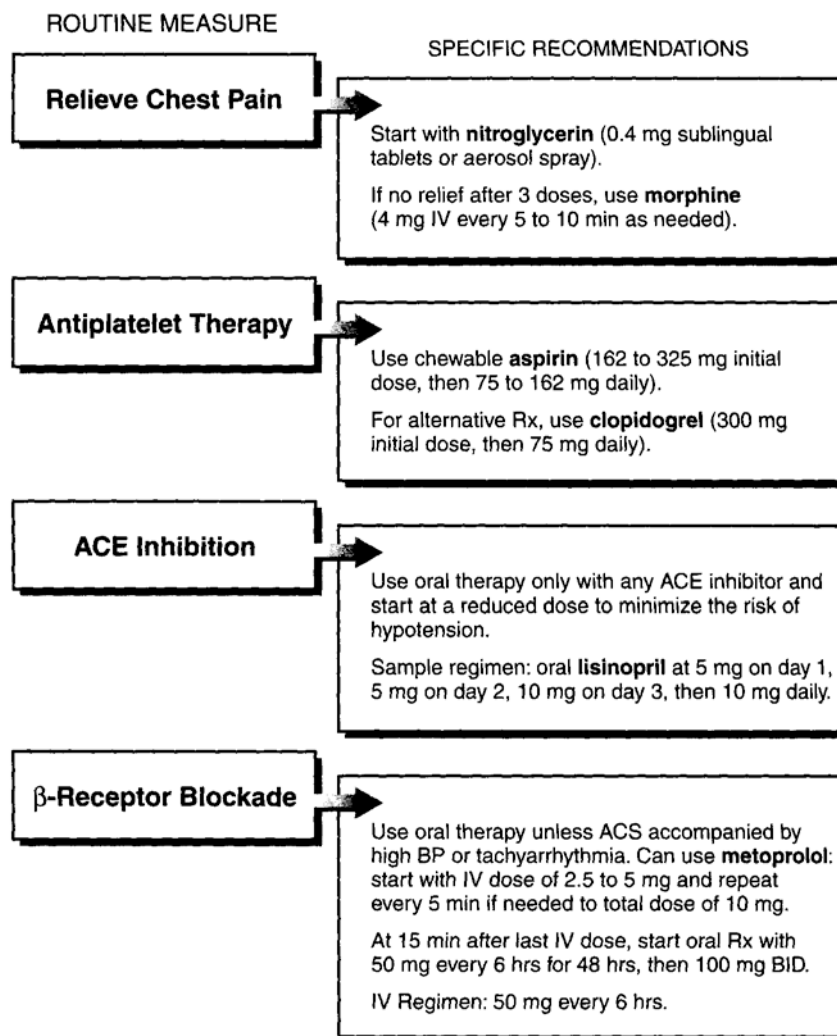 ROUTINE MEASURE
SPECIFIC RECOMMENDATIONS
Relieve Chest Pain
Start with nitroglycerin (0.4 mg sublingual
tablets or aerosol spray).
If no relief after 3 doses, use morphine
(4 mg IV every 5 to 10 min as needed).
Antiplatelet Therapy
Use chewable aspirin (162 to 325 mg initial
dose, then 75 to 162 mg daily).
For alternative Rx, use clopidogrel (300 mg
initial dose, then 75 mg daily).
ACE Inhibition
Use oral therapy only with any ACE inhibitor and
start at a reduced dose to minimize the risk of
hypotension.
Sample regimen: oral lisinopril at 5 mg on day 1,
5 mg on day 2, 10 mg on day 3, then 10 mg daily.
β-Receptor Blockade
Use oral therapy unless ACS accompanied by
high BP or tachyarrhythmia. Can use metoprolol:
start with IV dose of 2.5 to 5 mg and repeat
every 5 min if needed to total dose of 10 mg.
At 15 min after last IV dose, start oral Rx with
50 mg every 6 hrs for 48 hrs, then 100 mg BID.
IV Regimen: 50 mg every 6 hrs.